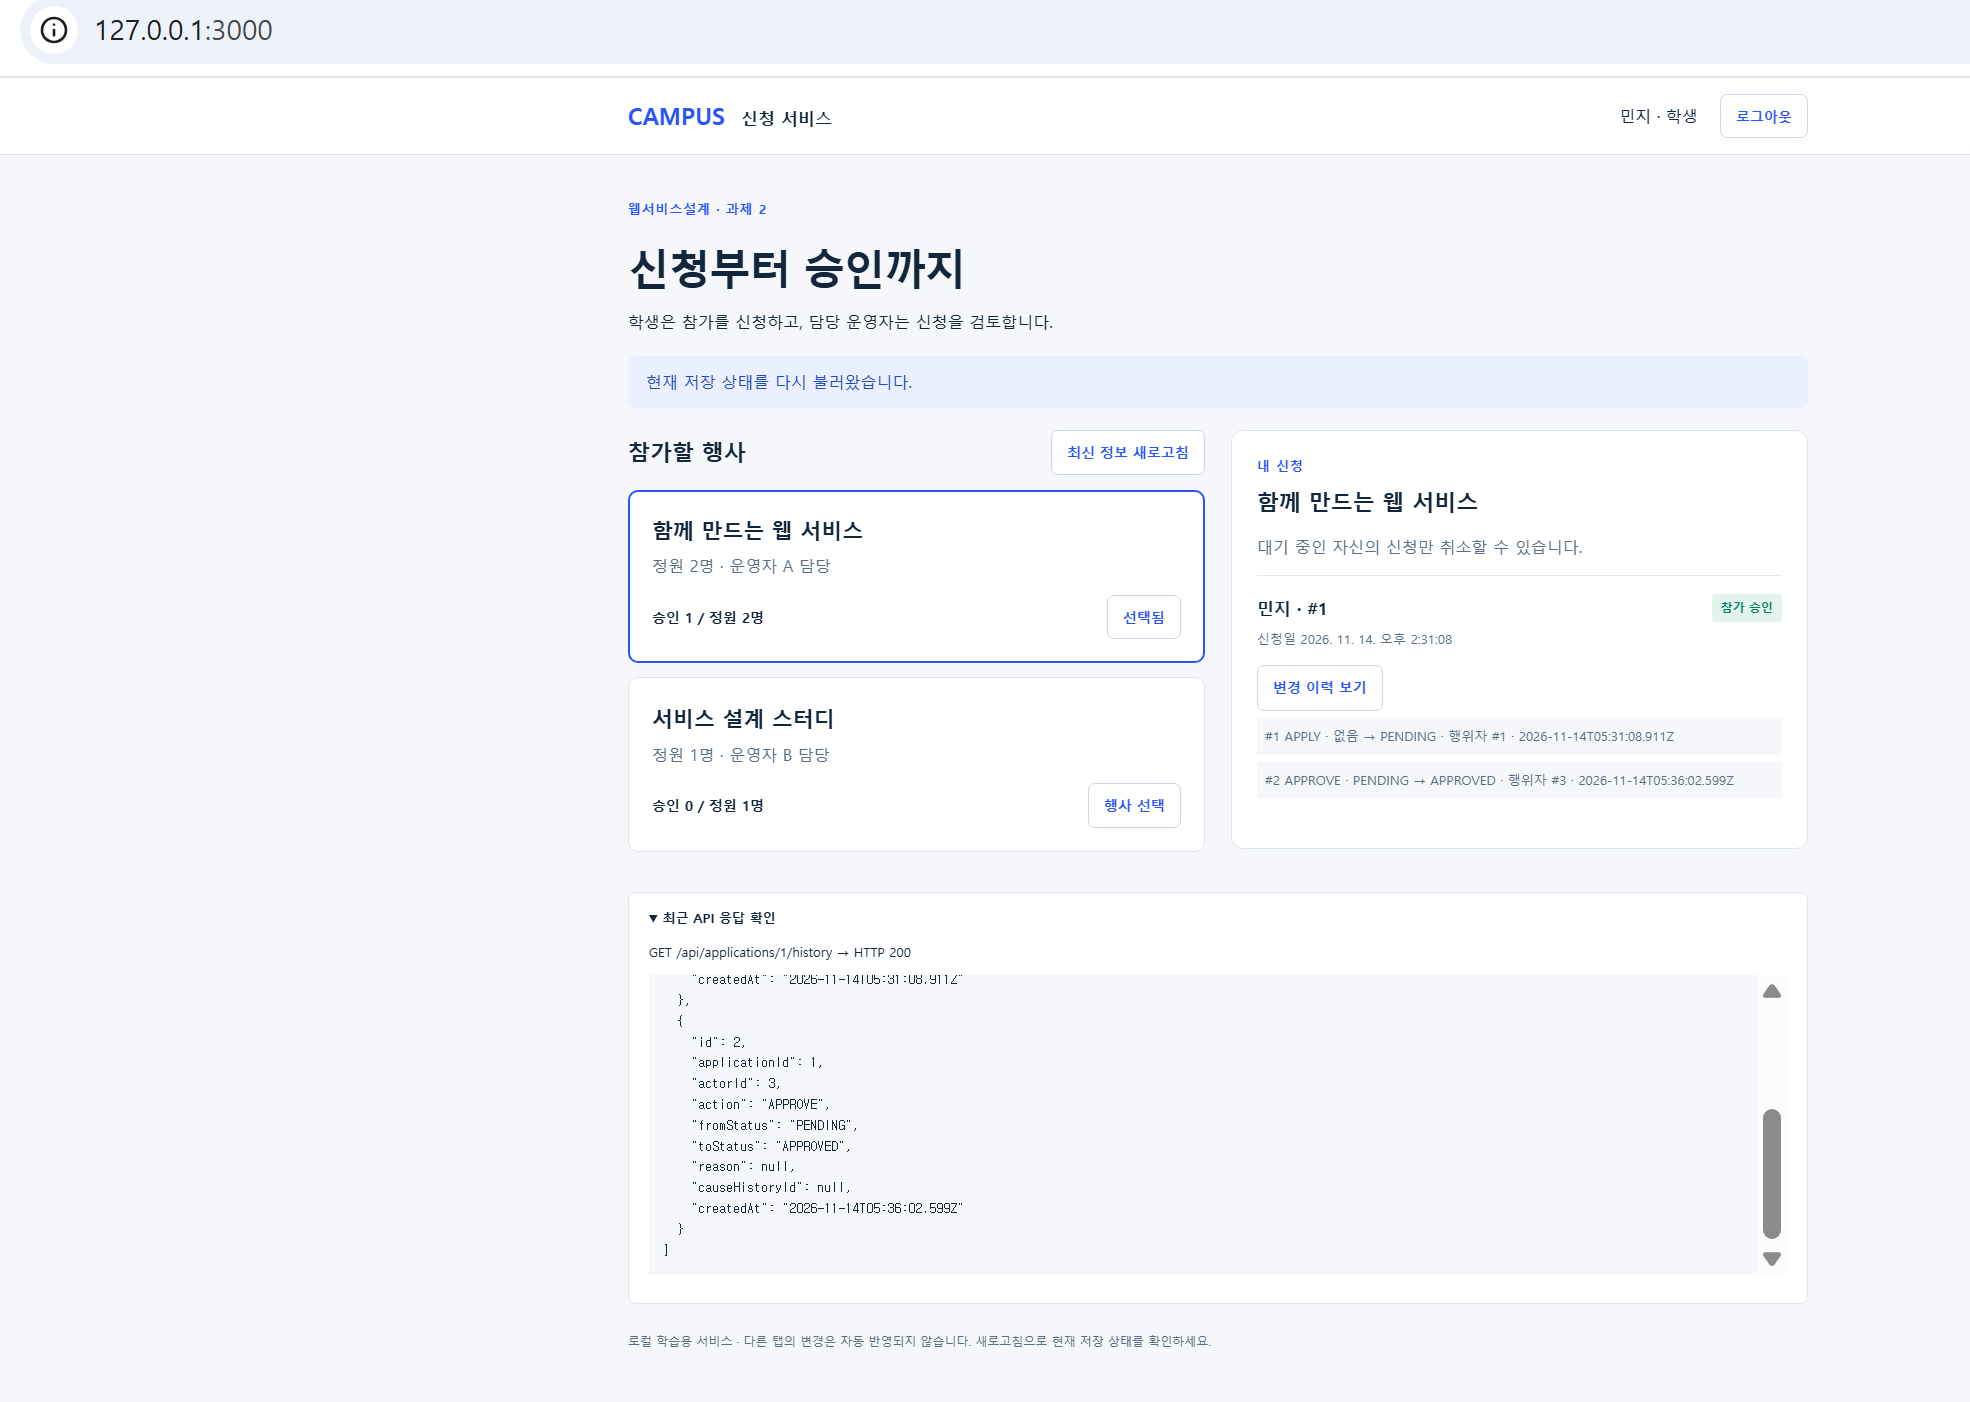 127.0.0.1:3000
CAMPUS 신청 서비스
민지 · 학생
로그아웃
웹서비스설계 · 과제 2
신청부터 승인까지
학생은 참가를 신청하고, 담당 운영자는 신청을 검토합니다.
현재 저장 상태를 다시 불러왔습니다.
참가할 행사
최신 정보 새로고침
함께 만드는 웹 서비스
정원 2명 · 운영자 A 담당
승인 1 / 정원 2명
선택됨
서비스 설계 스터디
정원 1명 · 운영자 B 담당
승인 0 / 정원 1명
행사 선택
내 신청
함께 만드는 웹 서비스
대기 중인 자신의 신청만 취소할 수 있습니다.
민지 · #1
참가 승인
신청일 2026. 11. 14. 오후 2:31:08
변경 이력 보기
#1 APPLY · 없음 → PENDING · 행위자 #1 · 2026-11-14T05:31:08.911Z
#2 APPROVE · PENDING → APPROVED · 행위자 #3 · 2026-11-14T05:36:02.599Z
▼ 최근 API 응답 확인
GET /api/applications/1/history → HTTP 200
"createdAt": "2026-11-14T05:31:08.911Z"
},
{
"id": 2,
"applicationId": 1,
"actorId": 3,
"action": "APPROVE",
"fromStatus": "PENDING",
"toStatus": "APPROVED",
"reason": null,
"causeHistoryId": null,
"createdAt": "2026-11-14T05:36:02.599Z"
}
]
로컬 학습용 서비스 · 다른 탭의 변경은 자동 반영되지 않습니다. 새로고침으로 현재 저장 상태를 확인하세요.